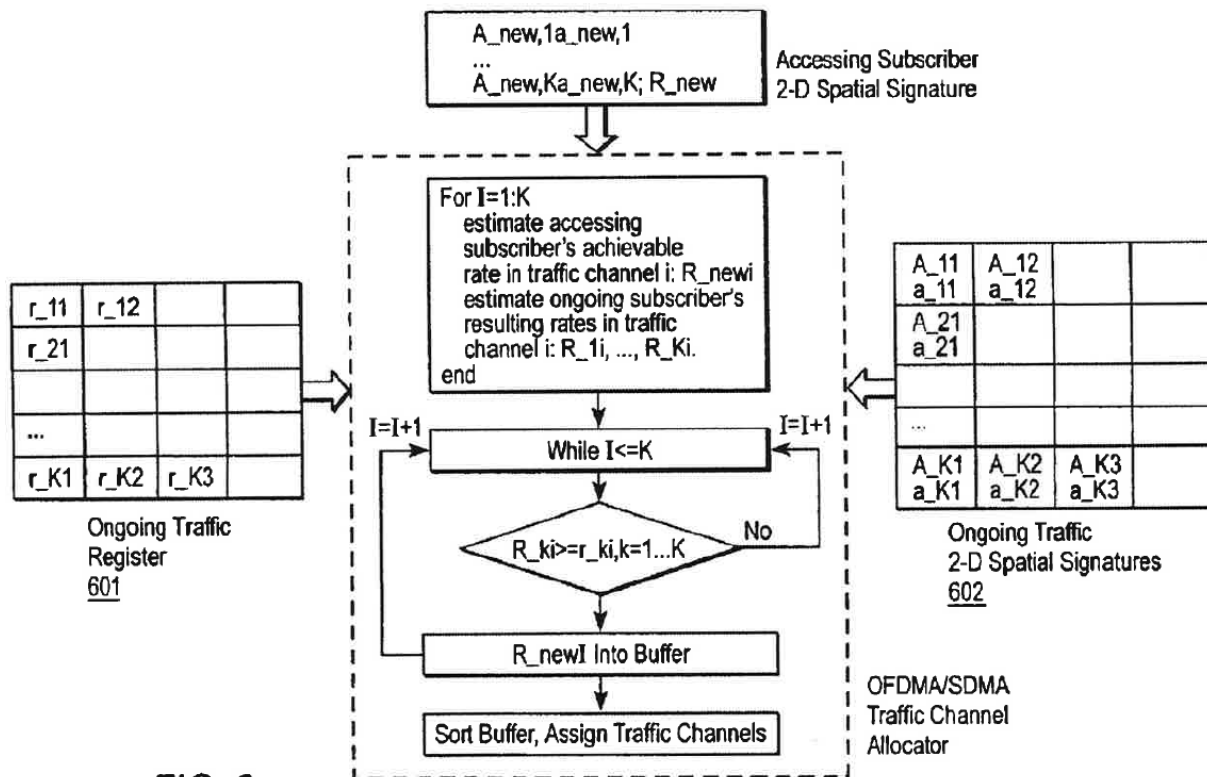 A_new,1a_new,1
...
A_new,Ka_new,K; R_new
Accessing Subscriber
2-D Spatial Signature
For I=1:K
estimate accessing
subscriber's achievable
rate in traffic channel i: R_newi
estimate ongoing subscriber's
resulting rates in traffic
channel i: R_1i, ..., R_Ki.
end
r_11 r_12
r_21
...
r_K1 r_K2 r_K3
Ongoing Traffic
Register
601
A_11 A_12
a_11 a_12
A_21
a_21
...
A_K1 A_K2 A_K3
a_K1 a_K2 a_K3
Ongoing Traffic
2-D Spatial Signatures
602
I=I+1
While I<=K
I=I+1
R_ki>=r_ki,k=1...K
No
R_newI Into Buffer
Sort Buffer, Assign Traffic Channels
OFDMA/SDMA
Traffic Channel
Allocator